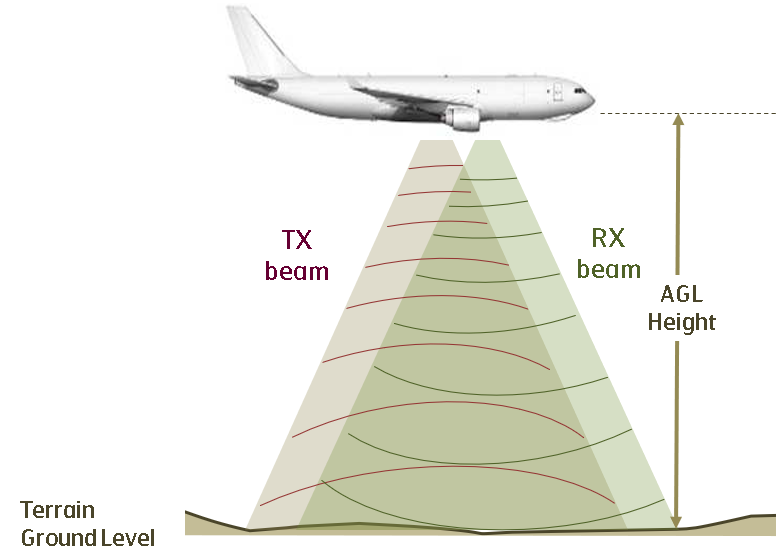 TX
beam
RX
beam
AGL
Height
Terrain
Ground Level